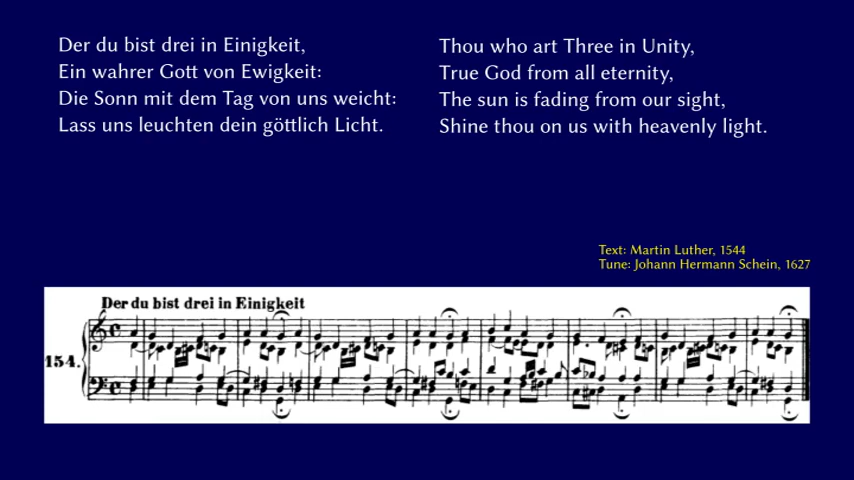 Der du bist drei in Einigkeit,
Ein wahrer Gott von Ewigkeit:
Die Sonn mit dem Tag von uns weicht:
Lass uns leuchten dein göttlich Licht.
Thou who art Three in Unity,
True God from all eternity,
The sun is fading from our sight,
Shine thou on us with heavenly light.
Text: Martin Luther, 1544
Tune: Johann Hermann Schein, 1627
Der du bist drei in Einigkeit
154.